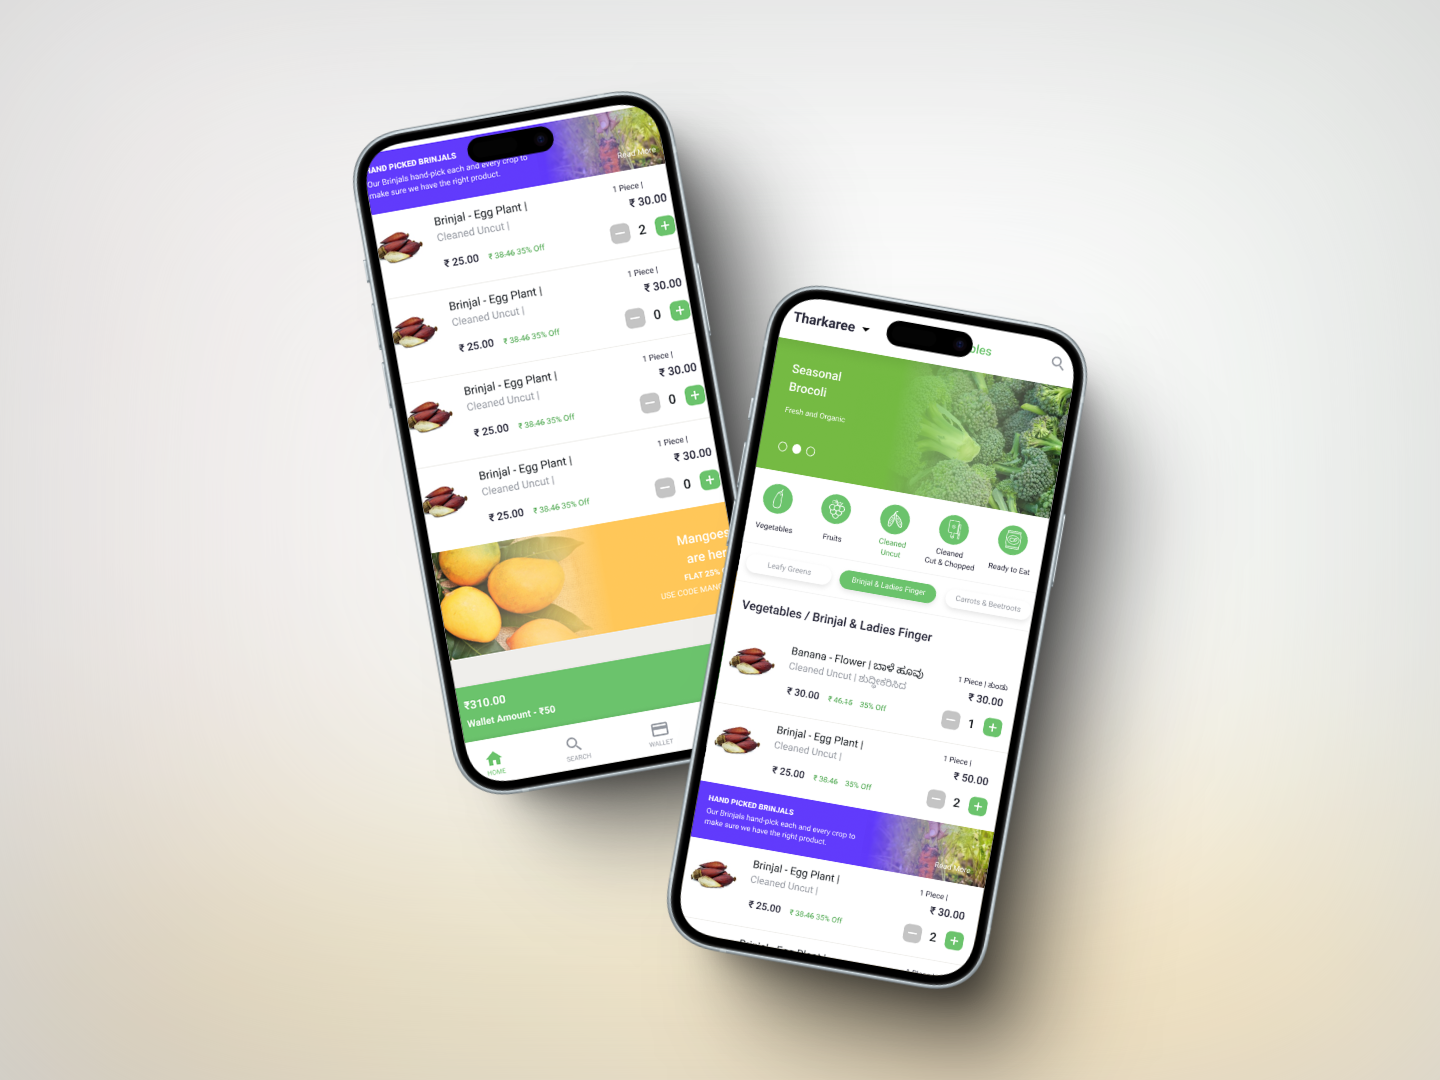 HAND PICKED BRINJALS
Our Brinjals hand-pick each and every crop to
make sure we have the right product.
Read More
Brinjal - Egg Plant |
Cleaned Uncut |
₹ 25.00
₹ 38.46 35% Off
1 Piece |
₹ 30.00
2
Brinjal - Egg Plant |
Cleaned Uncut |
₹ 25.00
₹ 38.46 35% Off
1 Piece |
₹ 30.00
0
Brinjal - Egg Plant |
Cleaned Uncut |
₹ 25.00
₹ 38.46 35% Off
1 Piece |
₹ 30.00
0
Brinjal - Egg Plant |
Cleaned Uncut |
₹ 25.00
₹ 38.46 35% Off
1 Piece |
₹ 30.00
0
Mangoes
are her
FLAT 25%
USE CODE MANG
₹310.00
Wallet Amount - ₹50
HOME
SEARCH
WALLET
Tharkaree
bles
Seasonal
Brocoli
Fresh and Organic
Vegetables
Fruits
Cleaned
Uncut
Cleaned
Cut & Chopped
Ready to Eat
Leafy Greens
Brinjal & Ladies Finger
Carrots & Beetroots
Vegetables / Brinjal & Ladies Finger
Banana - Flower | ಬಾಳೆ ಹೂವು
Cleaned Uncut | ಶುದ್ಧೀಕರಿಸಿದ
₹ 30.00
₹ 46.15 35% Off
1 Piece | ತುಂಡು
₹ 30.00
1
Brinjal - Egg Plant |
Cleaned Uncut |
₹ 25.00
₹ 38.46 35% Off
1 Piece |
₹ 50.00
2
HAND PICKED BRINJALS
Our Brinjals hand-pick each and every crop to
make sure we have the right product.
Read More
Brinjal - Egg Plant |
Cleaned Uncut |
₹ 25.00
₹ 38.46 35% Off
1 Piece |
₹ 30.00
2
Brinjal - Egg Plant |